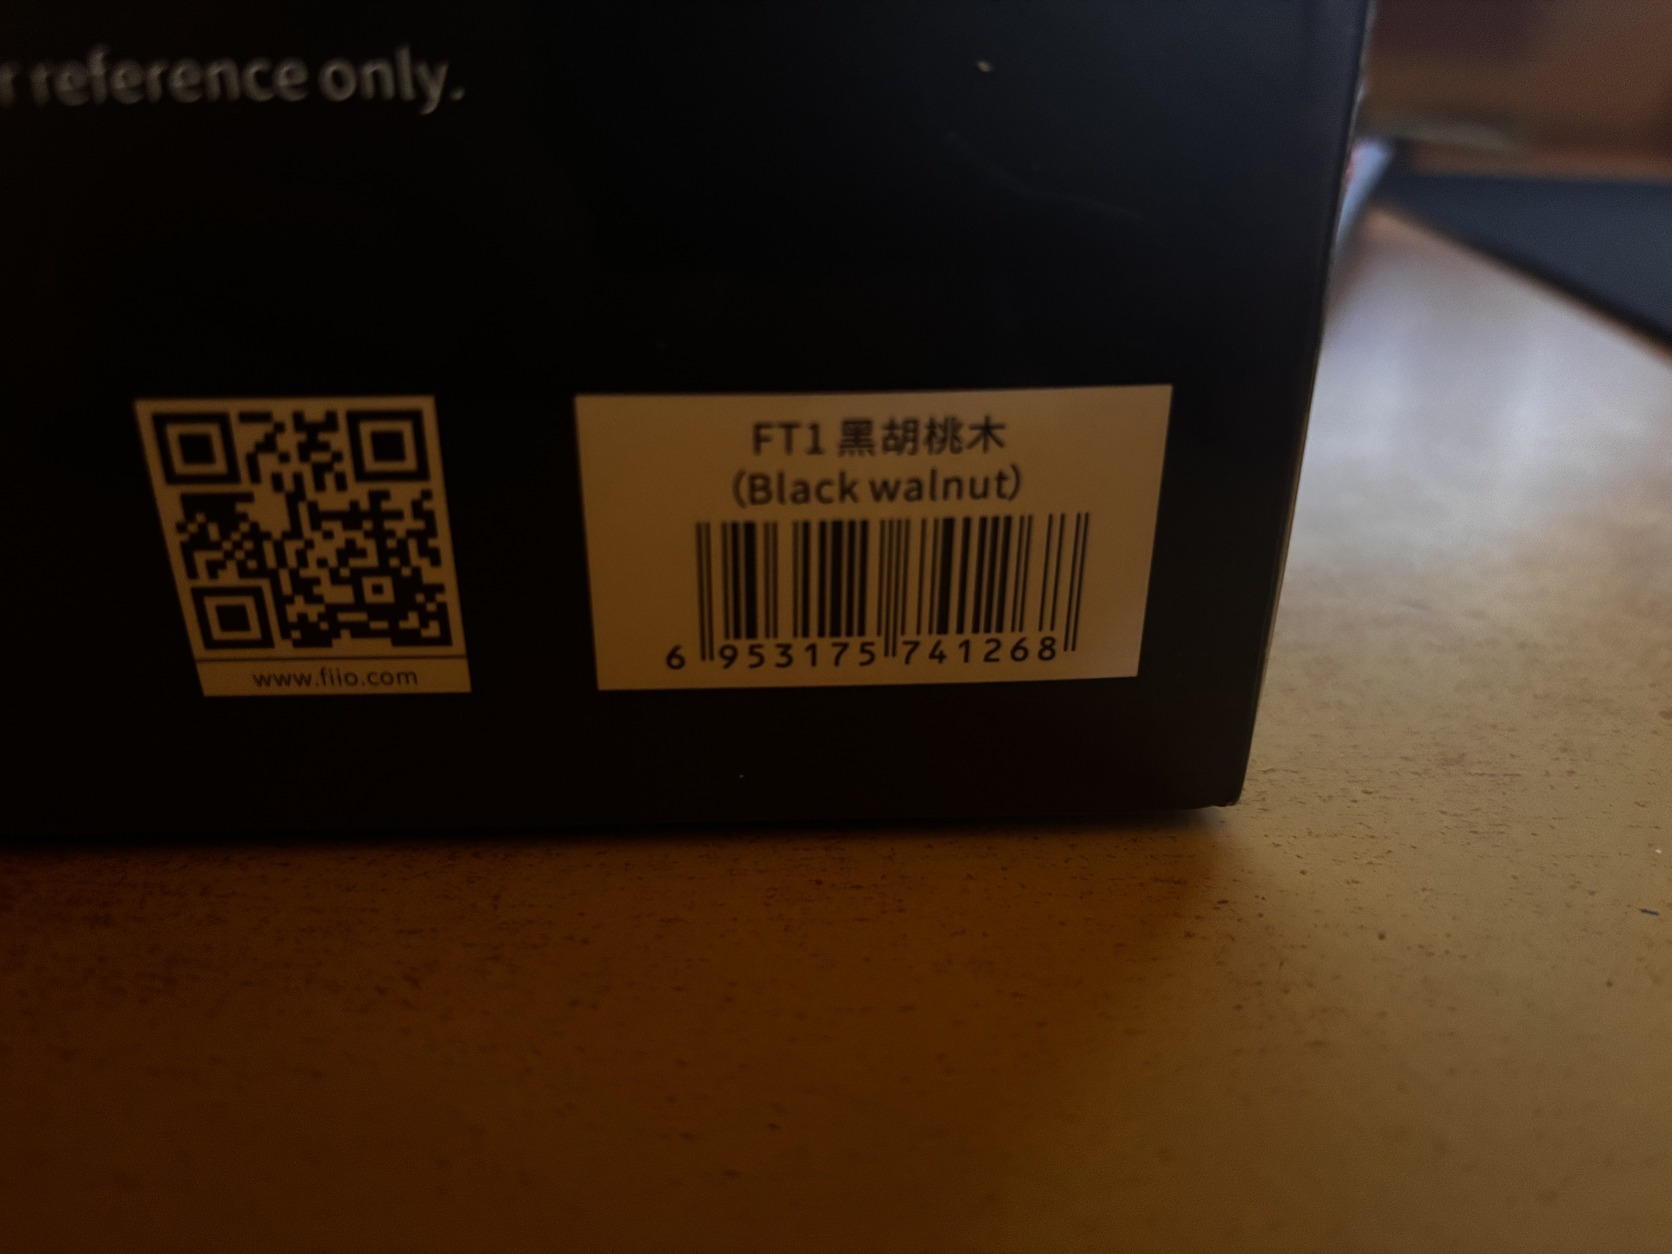 reference only.
FT1 黑胡桃木
(Black walnut)
6 953175 741268
www.fiio.com